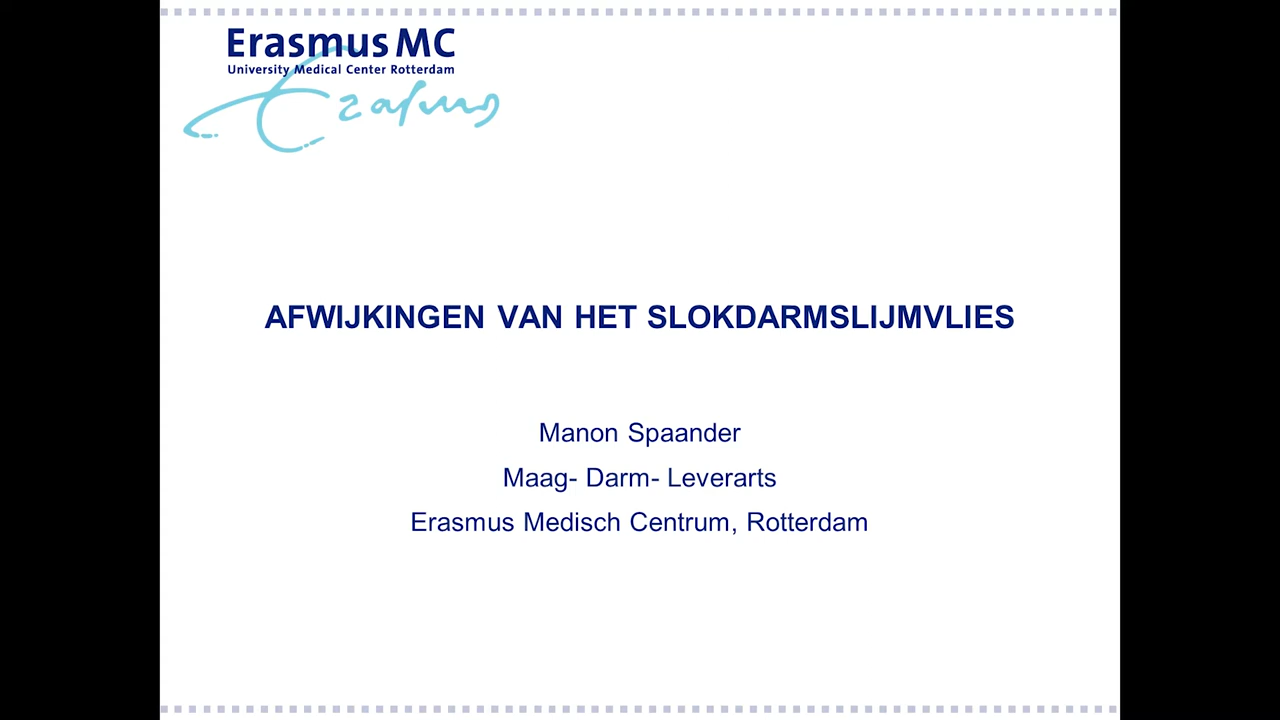 Erasmus MC
University Medical Center Rotterdam
Erasmus
AFWIJKINGEN VAN HET SLOKDARMSLIJMVLIES
Manon Spaander
Maag- Darm- Leverarts
Erasmus Medisch Centrum, Rotterdam